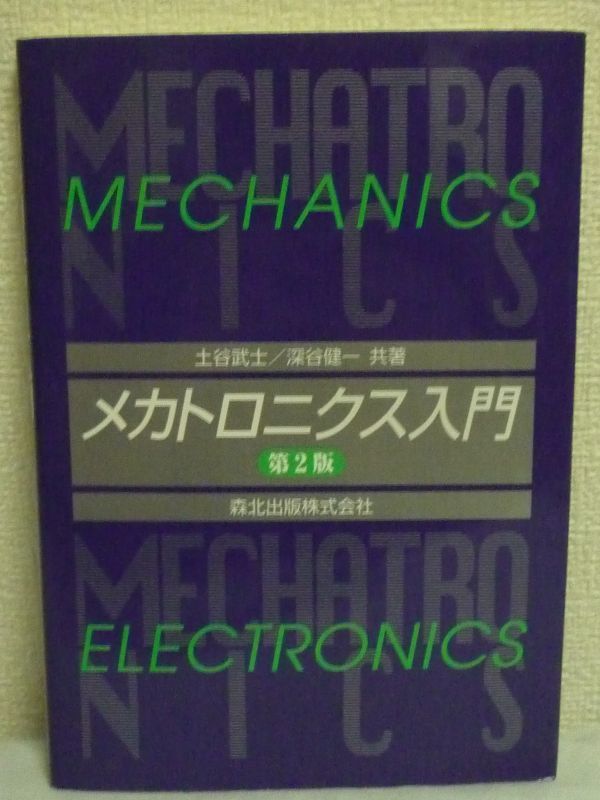 MECHATRO
MECHANICS
NICS
土谷武士／深谷健一 共著
メカトロニクス入門
第2版
森北出版株式会社
MECHATRO
ELECTRONICS
NICS